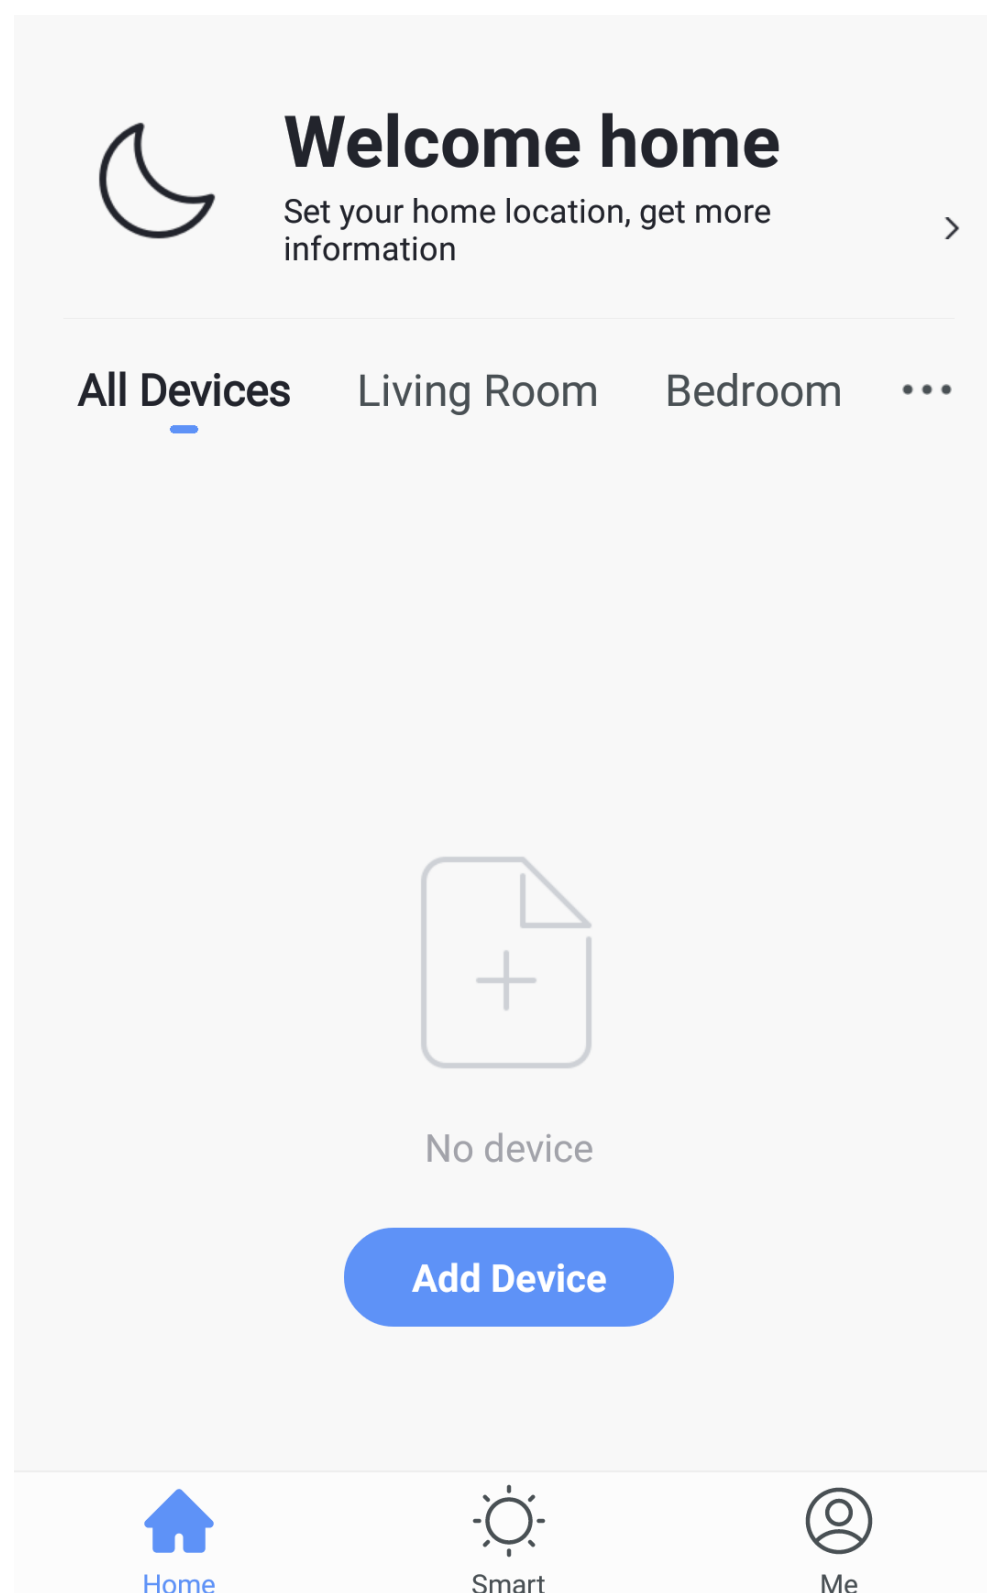 Welcome home
Set your home location, get more
information
All Devices Living Room Bedroom
No device
Add Device
Home Smart Me